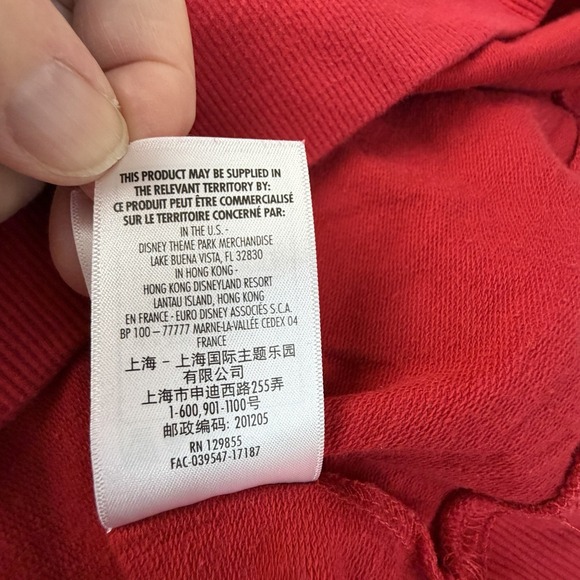 THIS PRODUCT MAY BE SUPPLIED IN
THE RELEVANT TERRITORY BY:
CE PRODUIT PEUT ÊTRE COMMERCIALISÉ
SUR LE TERRITOIRE CONCERNÉ PAR:
IN THE U.S. -
DISNEY THEME PARK MERCHANDISE
LAKE BUENA VISTA, FL 32830
IN HONG KONG -
HONG KONG DISNEYLAND RESORT
LANTAU ISLAND, HONG KONG
EN FRANCE - EURO DISNEY ASSOCIÉS S.C.A.
BP 100 – 77777 MARNE-LA-VALLÉE CEDEX 04
FRANCE
上海 – 上海国际主题乐园
有限公司
上海市申迪西路255弄
1-600,901-1100号
邮政编码: 201205
RN 129855
FAC-039547-17187